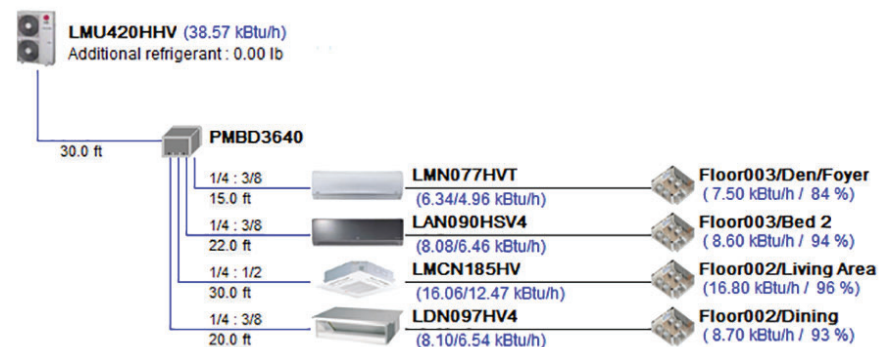 LMU420HHV (38.57 kBtu/h)
Additional refrigerant : 0.00 lb
30.0 ft
PMBD3640
1/4 : 3/8
15.0 ft
LMN077HVT
(6.34/4.96 kBtu/h)
Floor003/Den/Foyer
( 7.50 kBtu/h / 84 %)
1/4 : 3/8
22.0 ft
LAN090HSV4
(8.08/6.46 kBtu/h)
Floor003/Bed 2
( 8.60 kBtu/h / 94 %)
1/4 : 1/2
30.0 ft
LMCN185HV
(16.06/12.47 kBtu/h)
Floor002/Living Area
(16.80 kBtu/h / 96 %)
1/4 : 3/8
20.0 ft
LDN097HV4
(8.10/6.54 kBtu/h)
Floor002/Dining
( 8.70 kBtu/h / 93 %)